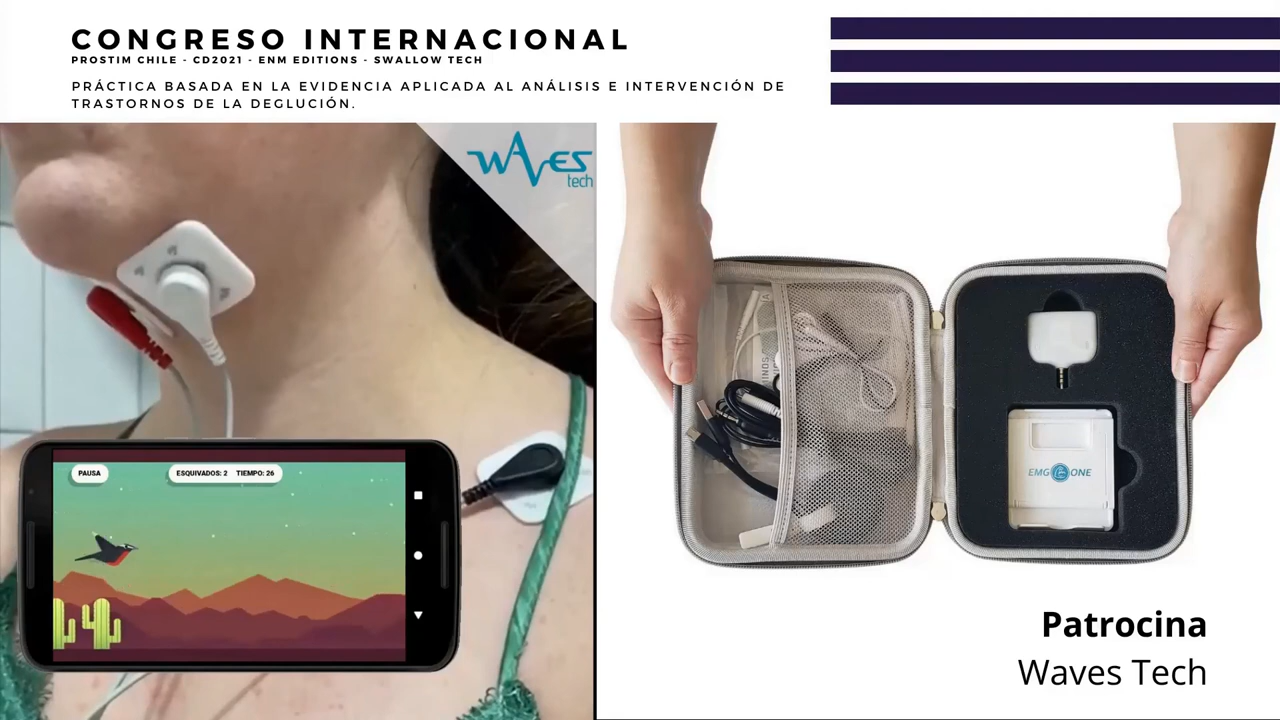 CONGRESO INTERNACIONAL
PROSTIM CHILE - CD2021 - ENM EDITIONS - SWALLOW TECH
PRÁCTICA BASADA EN LA EVIDENCIA APLICADA AL ANÁLISIS E INTERVENCIÓN DE
TRASTORNOS DE LA DEGLUCIÓN.
WAVES
tech
PAUSA
ESQUIVADOS: 2 TIEMPO: 26
EMG ONE
Patrocina
Waves Tech